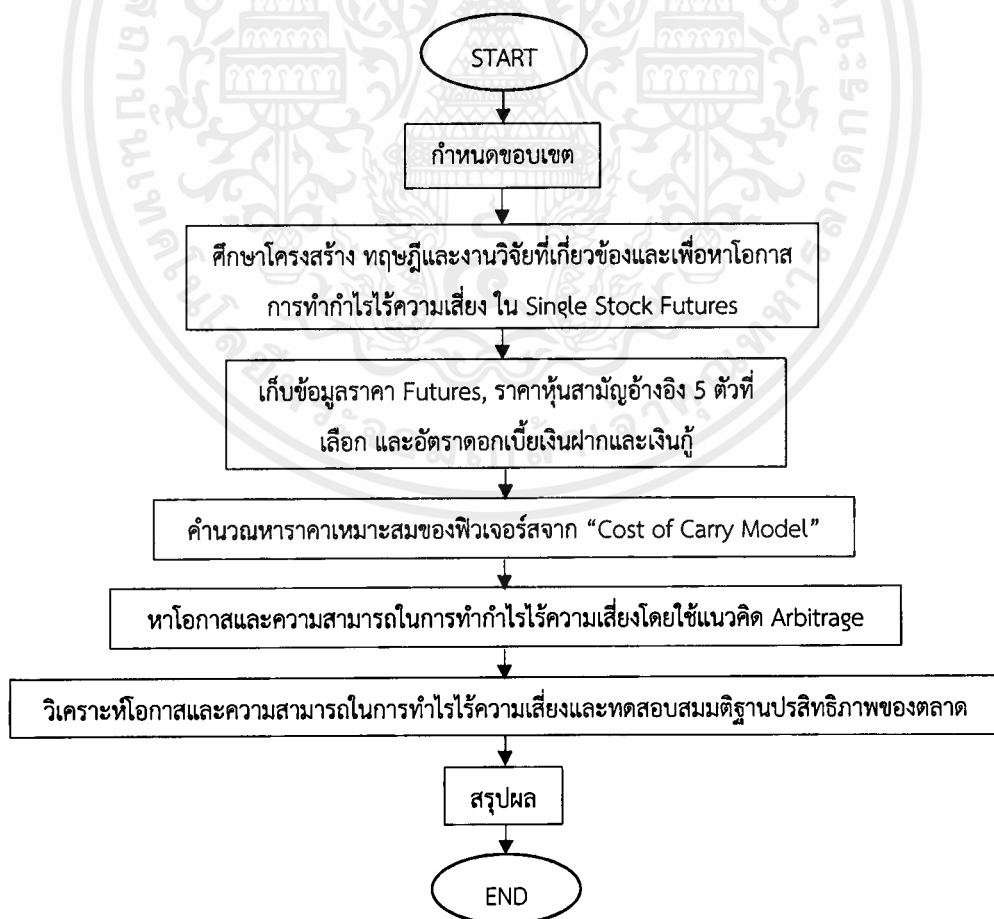 START
กำหนดขอบเขต
ศึกษาโครงสร้าง ทฤษฎีและงานวิจัยที่เกี่ยวข้องและเพื่อหาโอกาส
การทำกำไรไร้ความเสี่ยง ใน Single Stock Futures
เก็บข้อมูลราคา Futures, ราคาหุ้นสามัญอ้างอิง 5 ตัวที่
เลือก และอัตราดอกเบี้ยเงินฝากและเงินกู้
คำนวณหาราคาเหมาะสมของฟิวเจอร์สจาก “Cost of Carry Model”
หาโอกาสและความสามารถในการทำกำไรไร้ความเสี่ยงโดยใช้แนวคิด Arbitrage
วิเคราะห์โอกาสและความสามารถในการทำไรไร้ความเสี่ยงและทดสอบสมมติฐานปรสิทธิภาพของตลาด
สรุปผล
END